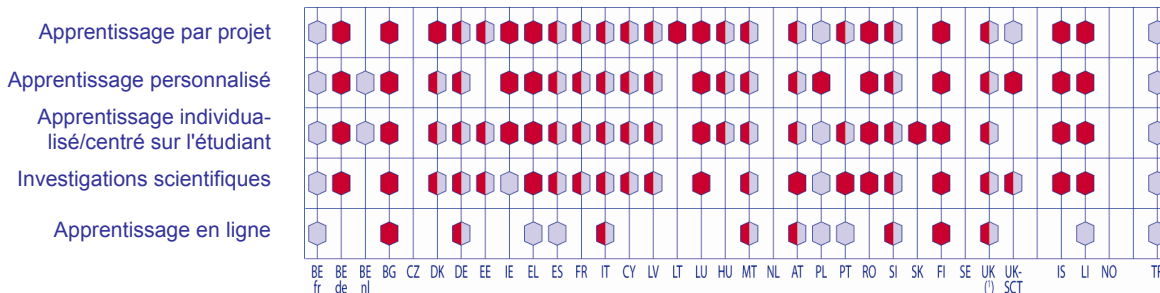 Apprentissage par projet
Apprentissage personnalisé
Apprentissage individua-
lisé/centré sur l'étudiant
Investigations scientifiques
Apprentissage en ligne
BE BE BE BG CZ DK DE EE IE EL ES FR IT CY LV LT LU HU MT NL AT PL PT RO SI SK FI SE UK UK- IS LI NO TR
fr de nl (¹) SCT